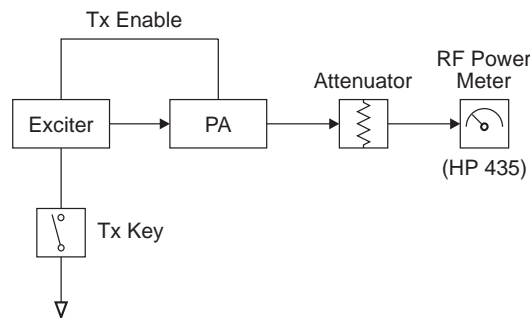 Tx Enable
RF Power
Meter
Attenuator
Exciter
PA
(HP 435)
Tx Key